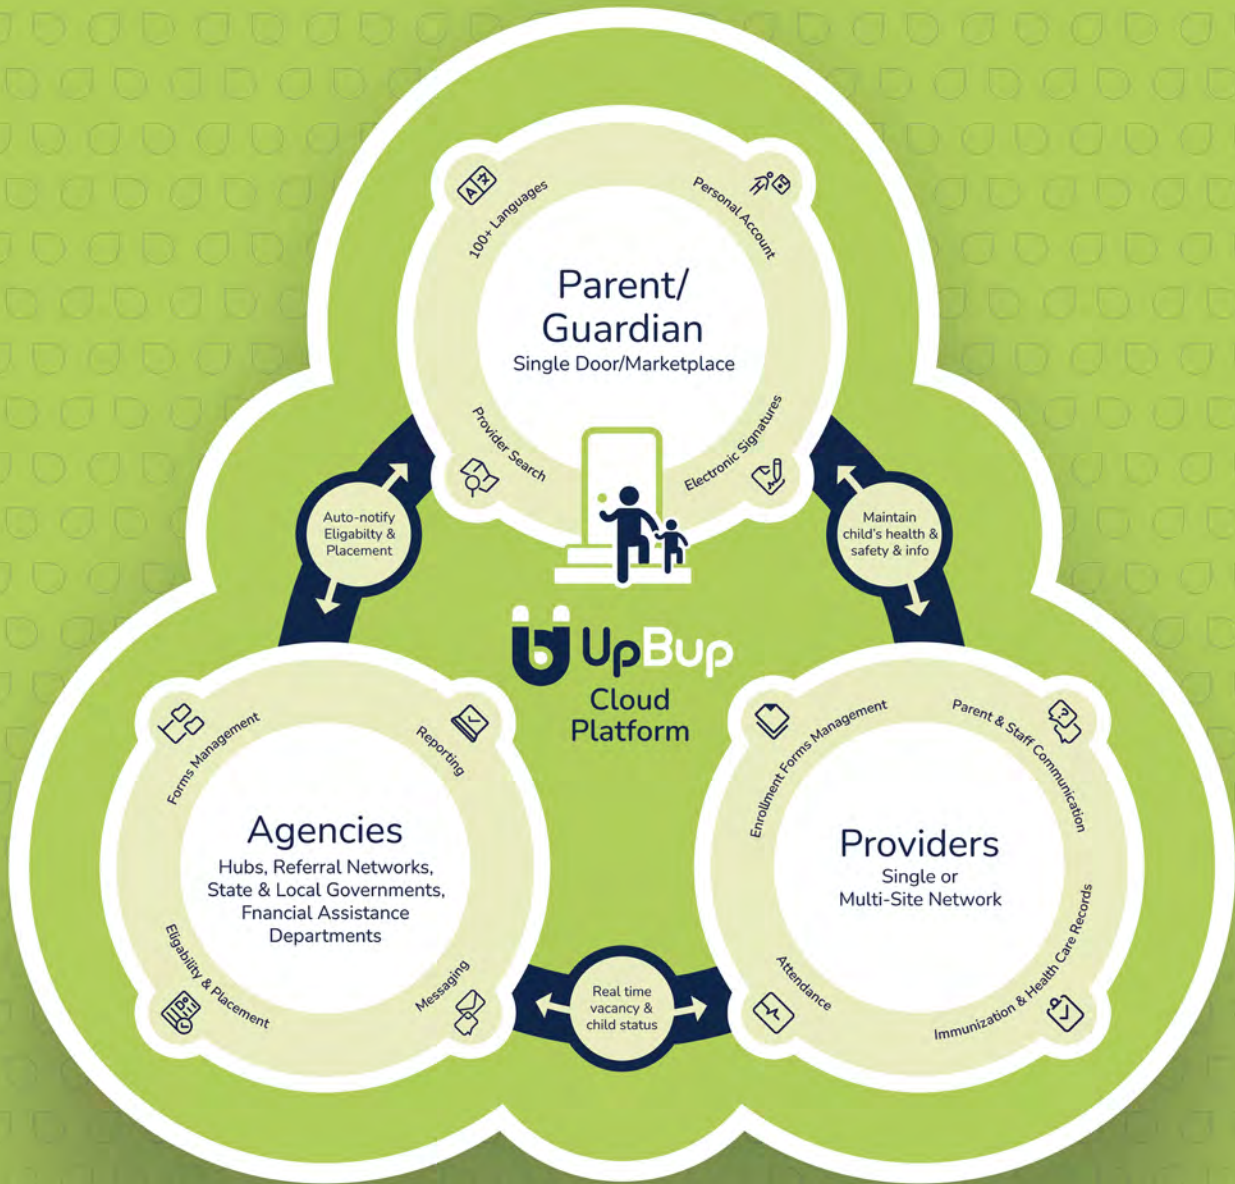 100+ Languages
Personal Account
Parent/
Guardian
Single Door/Marketplace
Provider Search
Electronic Signatures
Auto-notify
Eligabilty &
Placement
Maintain
child's health &
safety & info
UpBup
Cloud
Platform
Forms Management
Reporting
Agencies
Hubs, Referral Networks,
State & Local Governments,
Fnancial Assistance
Departments
Eligability & Placement
Messaging
Real time
vacancy &
child status
Enrollment Forms Management
Parent & Staff Communication
Providers
Single or
Multi-Site Network
Attendance
Immunization & Health Care Records